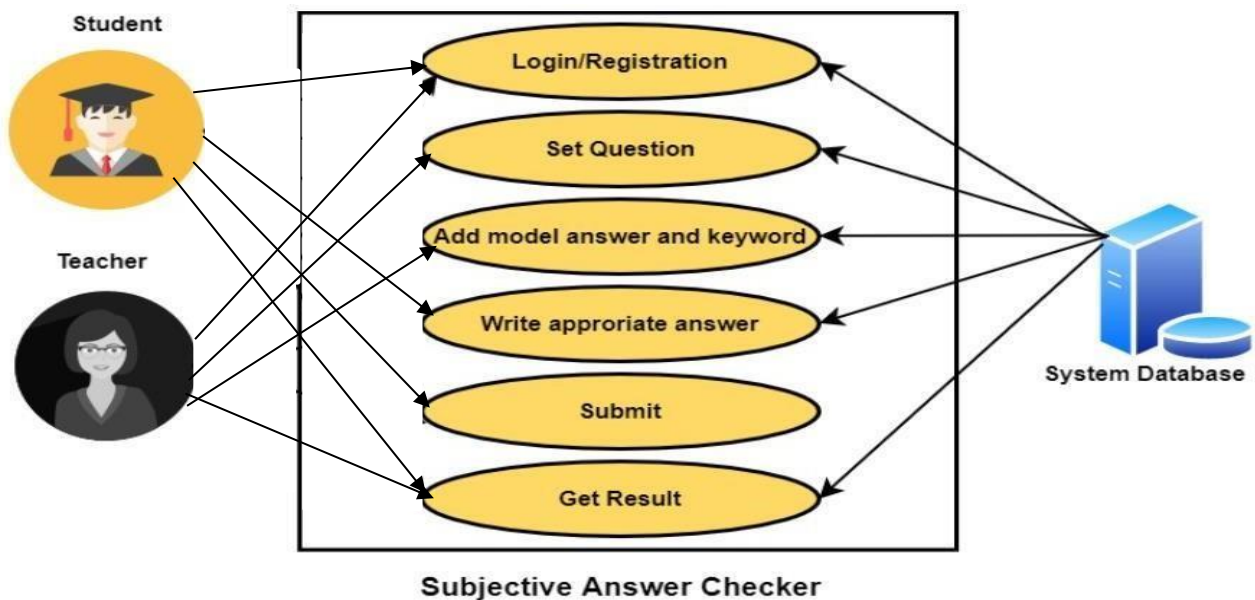 Student
Login/Registration
Set Question
Add model answer and keyword
Teacher
Write approriate answer
System Database
Submit
Get Result
Subjective Answer Checker